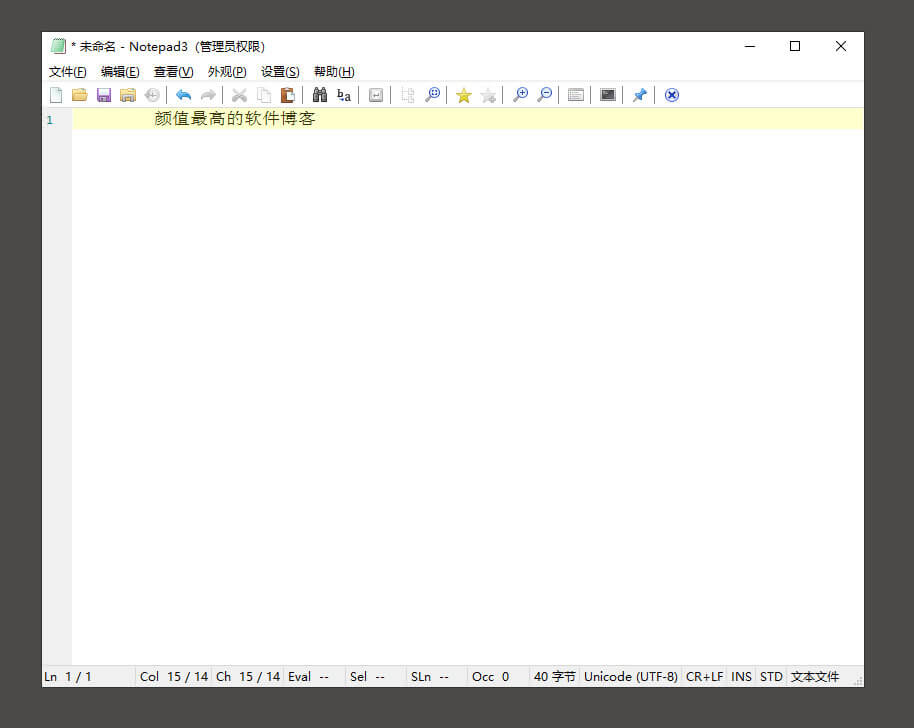 * 未命名 - Notepad3 (管理员权限)
文件(F) 编辑(E) 查看(V) 外观(P) 设置(S) 帮助(H)
1 颜值最高的软件博客
Ln 1 / 1 Col 15 / 14 Ch 15 / 14 Eval -- Sel -- SLn -- Occ 0 40 字节 Unicode (UTF-8) CR+LF INS STD 文本文件